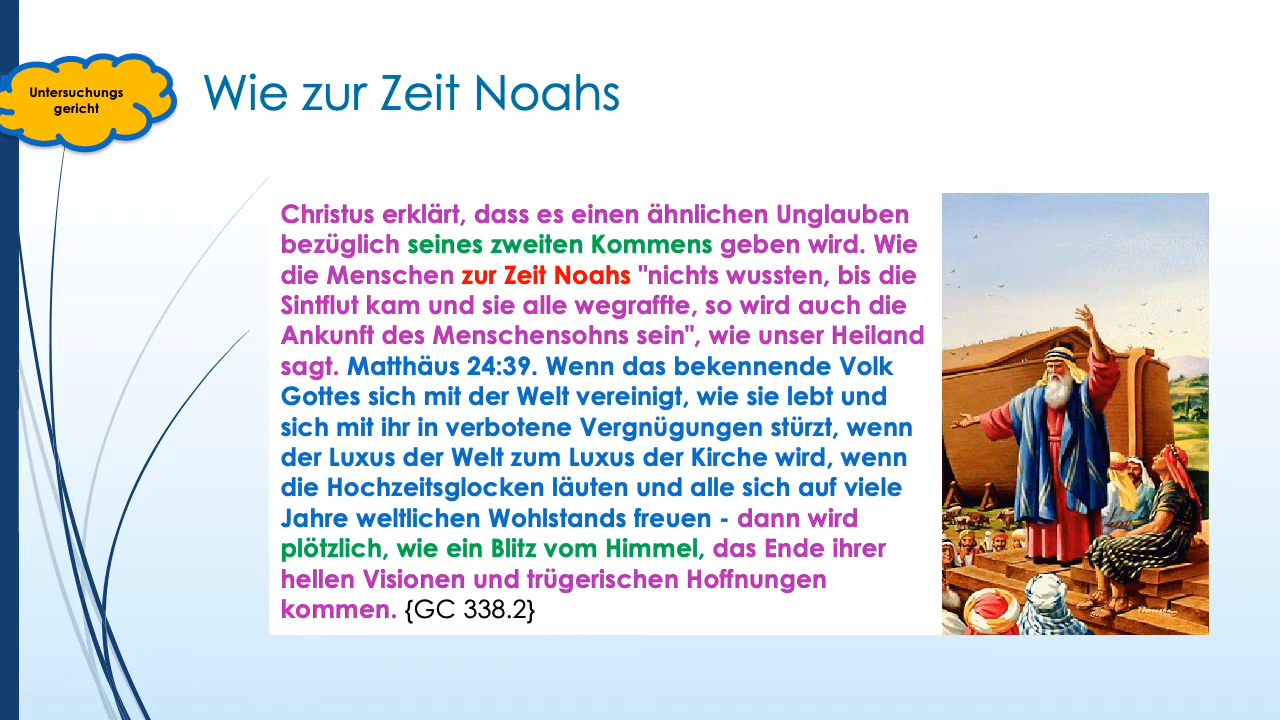 Untersuchungs
gericht
Wie zur Zeit Noahs
Christus erklärt, dass es einen ähnlichen Unglauben
bezüglich seines zweiten Kommens geben wird. Wie
die Menschen zur Zeit Noahs "nichts wussten, bis die
Sintflut kam und sie alle wegraffte, so wird auch die
Ankunft des Menschensohns sein", wie unser Heiland
sagt. Matthäus 24:39. Wenn das bekennende Volk
Gottes sich mit der Welt vereinigt, wie sie lebt und
sich mit ihr in verbotene Vergnügungen stürzt, wenn
der Luxus der Welt zum Luxus der Kirche wird, wenn
die Hochzeitsglocken läuten und alle sich auf viele
Jahre weltlichen Wohlstands freuen - dann wird
plötzlich, wie ein Blitz vom Himmel, das Ende ihrer
hellen Visionen und trügerischen Hoffnungen
kommen. {GC 338.2}